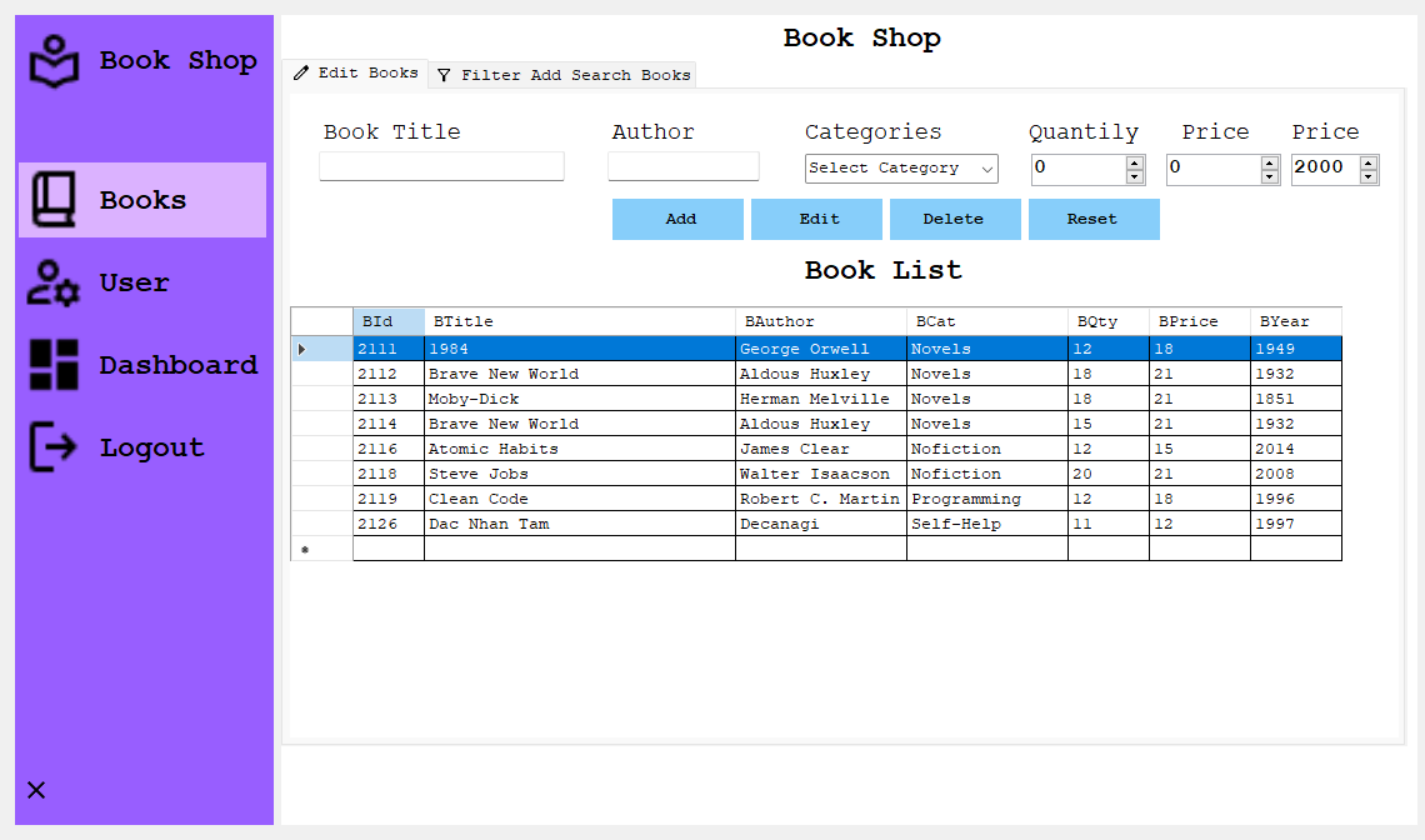 Book Shop
Books
User
Dashboard
Logout
Book Shop
Edit Books Filter Add Search Books
Book Title Author Categories Quantily Price Price
Select Category 0 0 2000
Add Edit Delete Reset
Book List
BId BTitle BAuthor BCat BQty BPrice BYear
2111 1984 George Orwell Novels 12 18 1949
2112 Brave New World Aldous Huxley Novels 18 21 1932
2113 Moby-Dick Herman Melville Novels 18 21 1851
2114 Brave New World Aldous Huxley Novels 15 21 1932
2116 Atomic Habits James Clear Nofiction 12 15 2014
2118 Steve Jobs Walter Isaacson Nofiction 20 21 2008
2119 Clean Code Robert C. Martin Programming 12 18 1996
2126 Dac Nhan Tam Decanagi Self-Help 11 12 1997